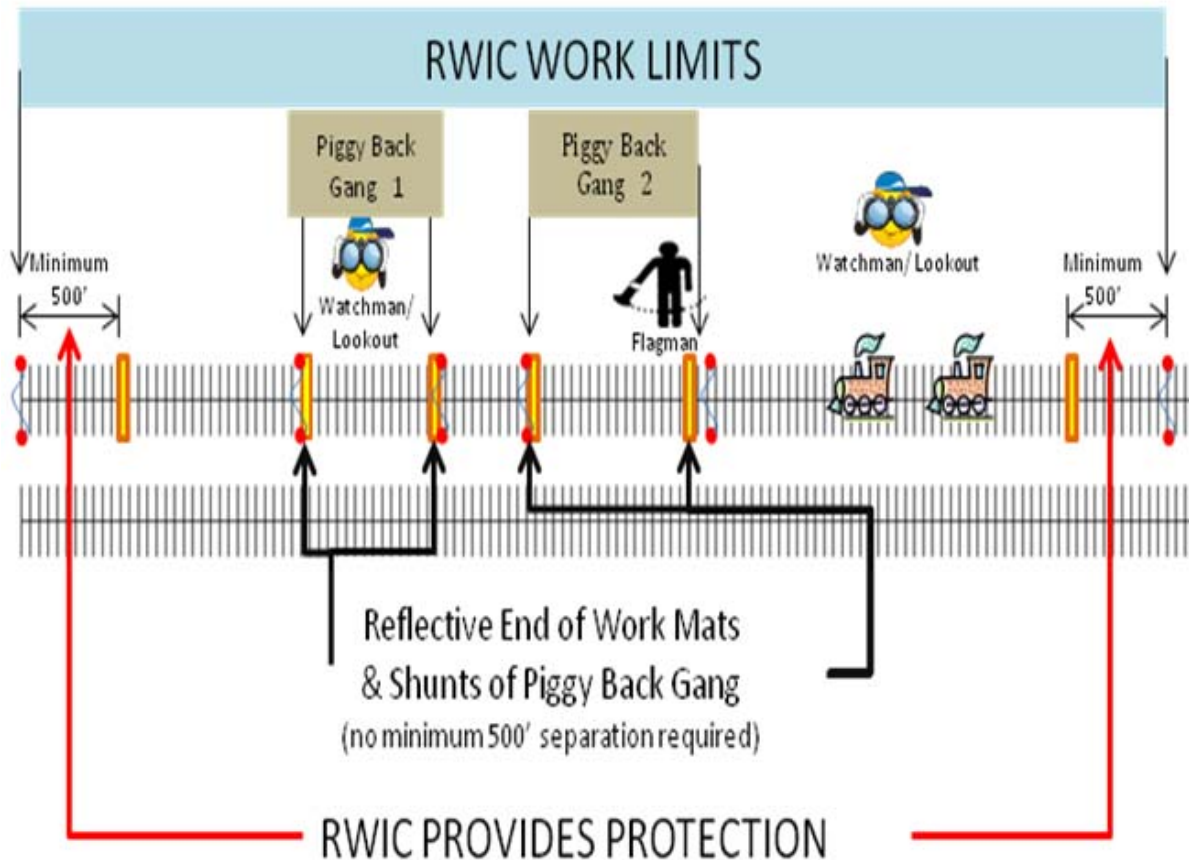 RWIC WORK LIMITS
Piggy Back
Gang 1
Piggy Back
Gang 2
Minimum
500'
Watchman/
Lookout
Flagman
Watchman/Lookout
Minimum
500'
Reflective End of Work Mats
& Shunts of Piggy Back Gang
(no minimum 500' separation required)
RWIC PROVIDES PROTECTION